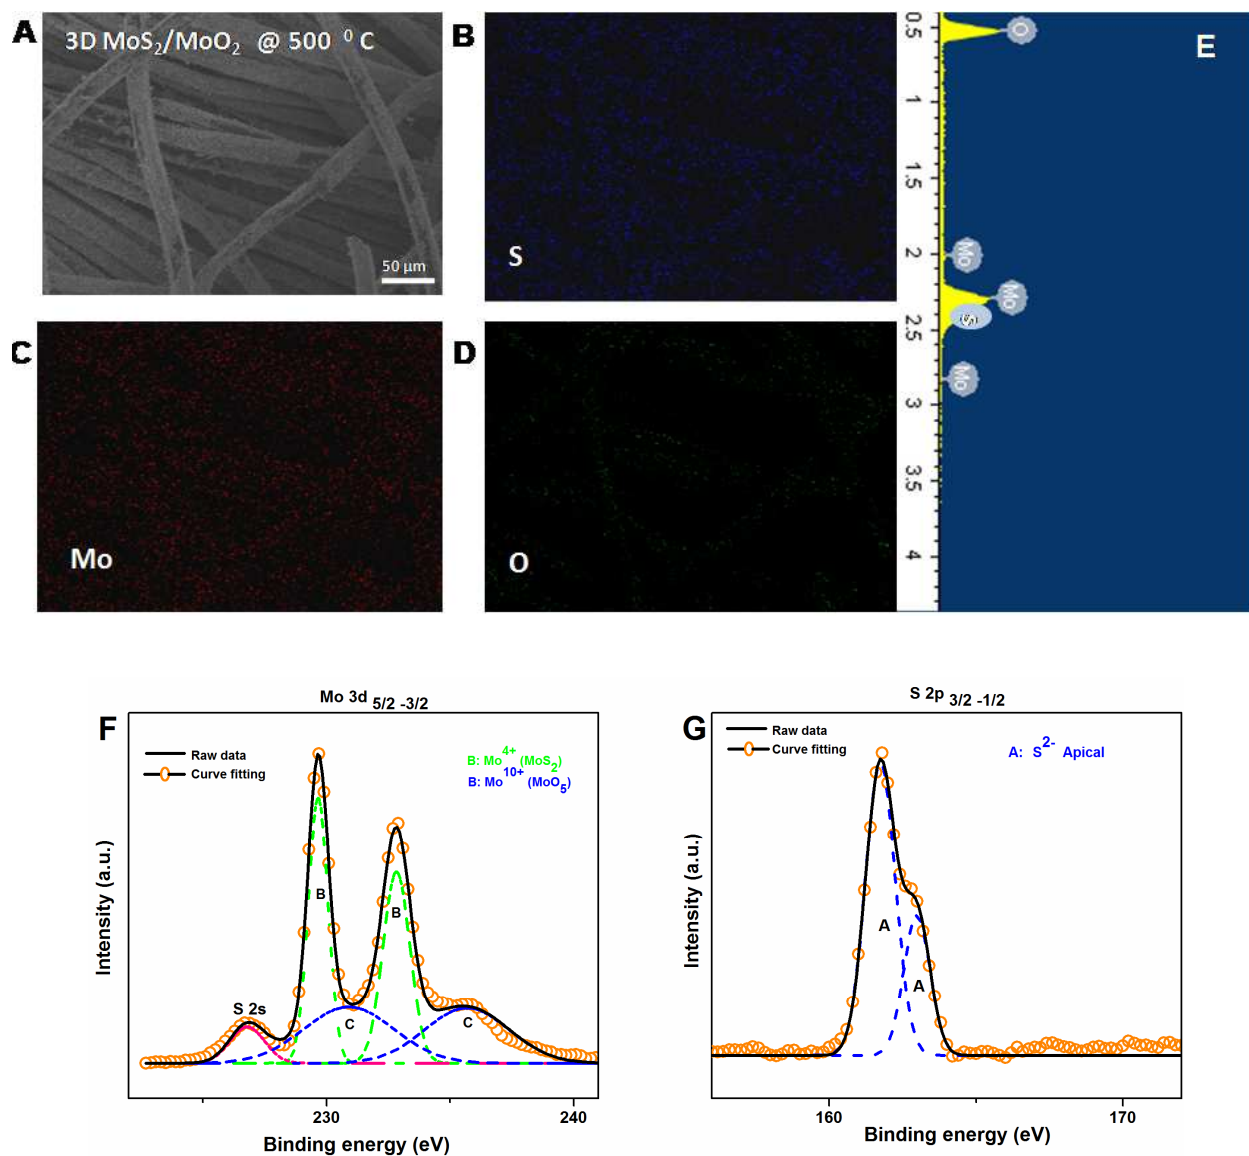 A
3D MoS2/MoO2 @ 500 0 C
50 µm
B
S
C
Mo
D
O
E
0.5
1
1.5
2
2.5
3
3.5
4
O
Mo
Mo
S
Mo
F
Mo 3d 5/2 -3/2
Raw data
Curve fitting
B: Mo4+ (MoS2)
B: Mo10+ (MoO5)
B
B
S 2s
C
C
Intensity (a.u.)
230
240
Binding energy (eV)
G
S 2p 3/2 -1/2
Raw data
Curve fitting
A: S2- Apical
A
A
Intensity (a.u.)
160
170
Binding energy (eV)